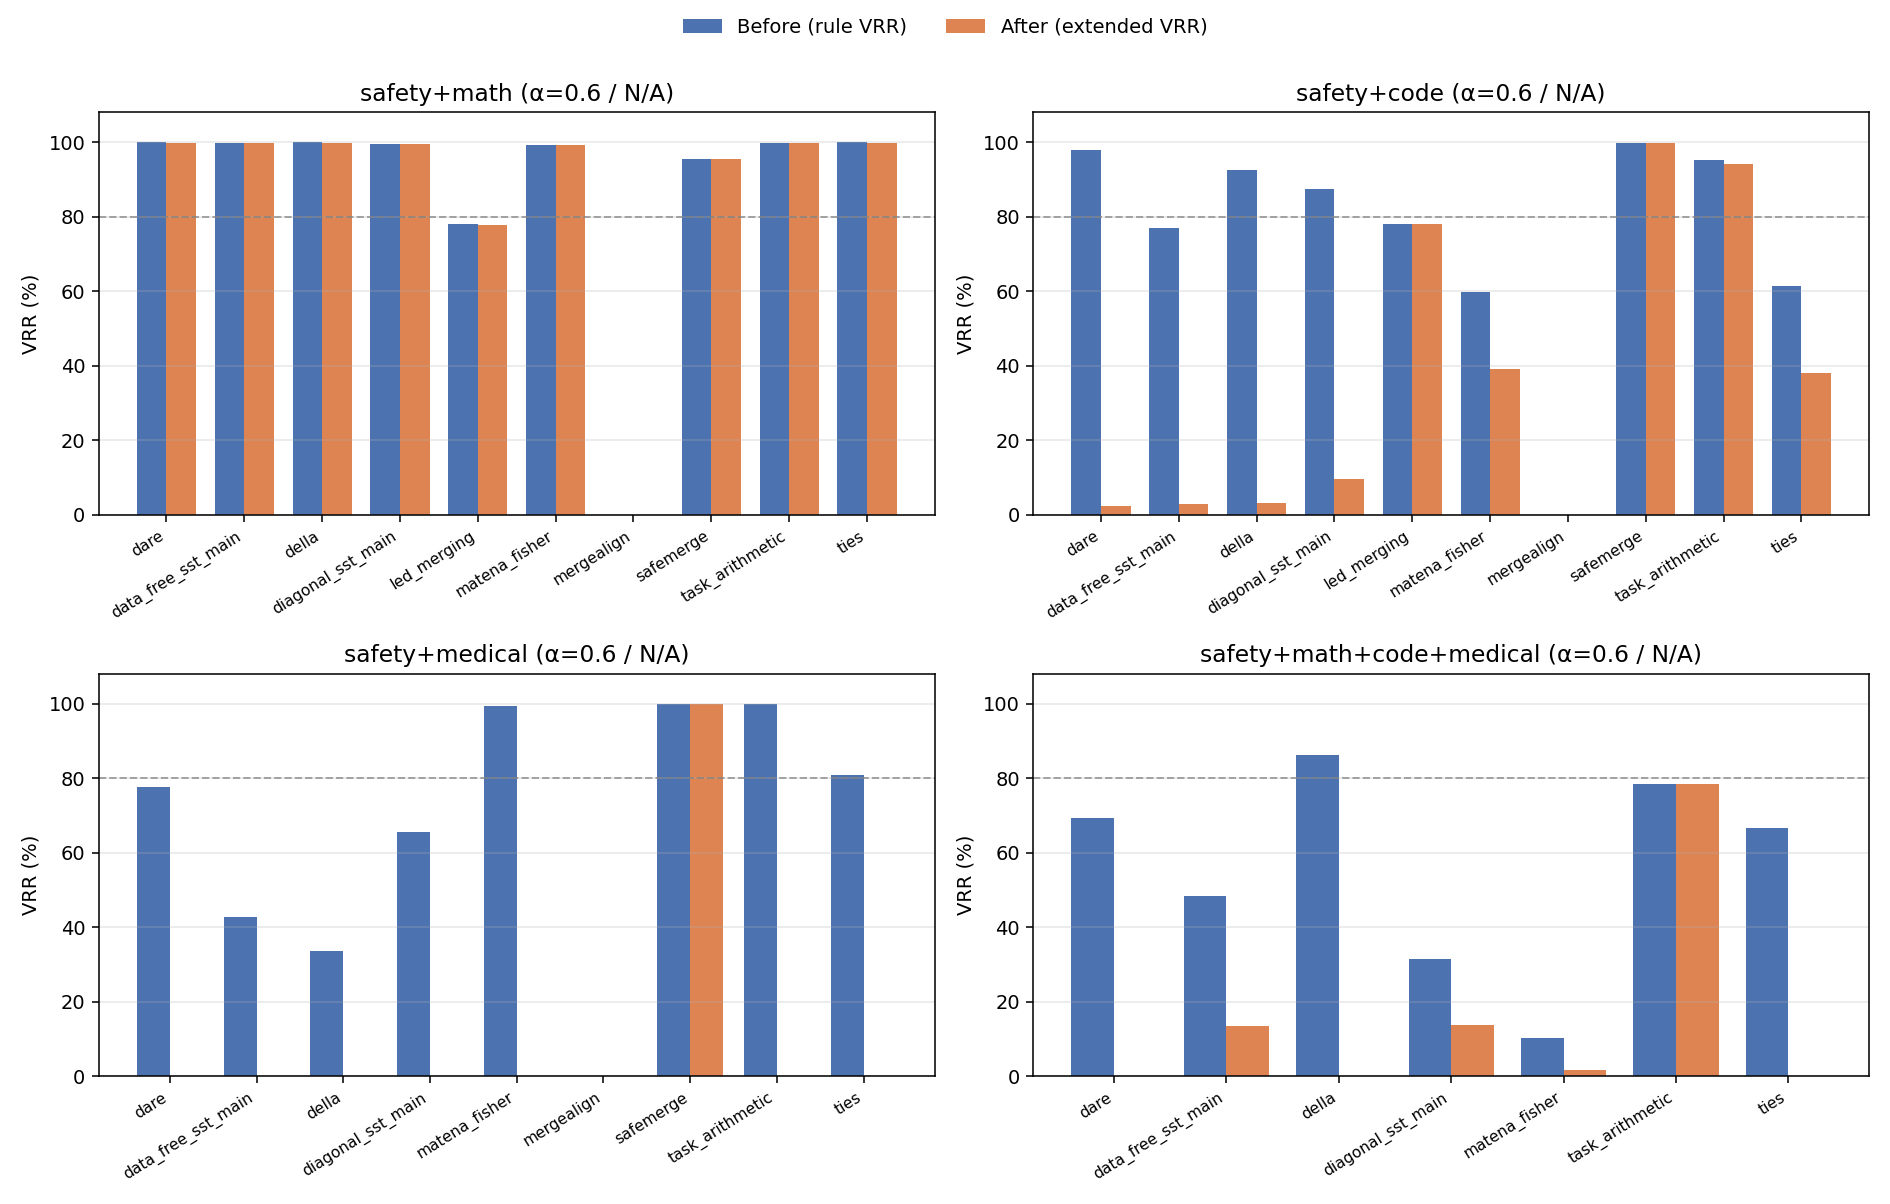 Before (rule VRR)
After (extended VRR)
safety+math (α=0.6 / N/A)
VRR (%)
100
80
60
40
20
0
dare
data_free_sst_main
della
diagonal_sst_main
led_merging
matena_fisher
mergealign
safemerge
task_arithmetic
ties
safety+code (α=0.6 / N/A)
VRR (%)
100
80
60
40
20
0
dare
data_free_sst_main
della
diagonal_sst_main
led_merging
matena_fisher
mergealign
safemerge
task_arithmetic
ties
safety+medical (α=0.6 / N/A)
VRR (%)
100
80
60
40
20
0
dare
data_free_sst_main
della
diagonal_sst_main
matena_fisher
mergealign
safemerge
task_arithmetic
ties
safety+math+code+medical (α=0.6 / N/A)
VRR (%)
100
80
60
40
20
0
dare
data_free_sst_main
della
diagonal_sst_main
matena_fisher
task_arithmetic
ties